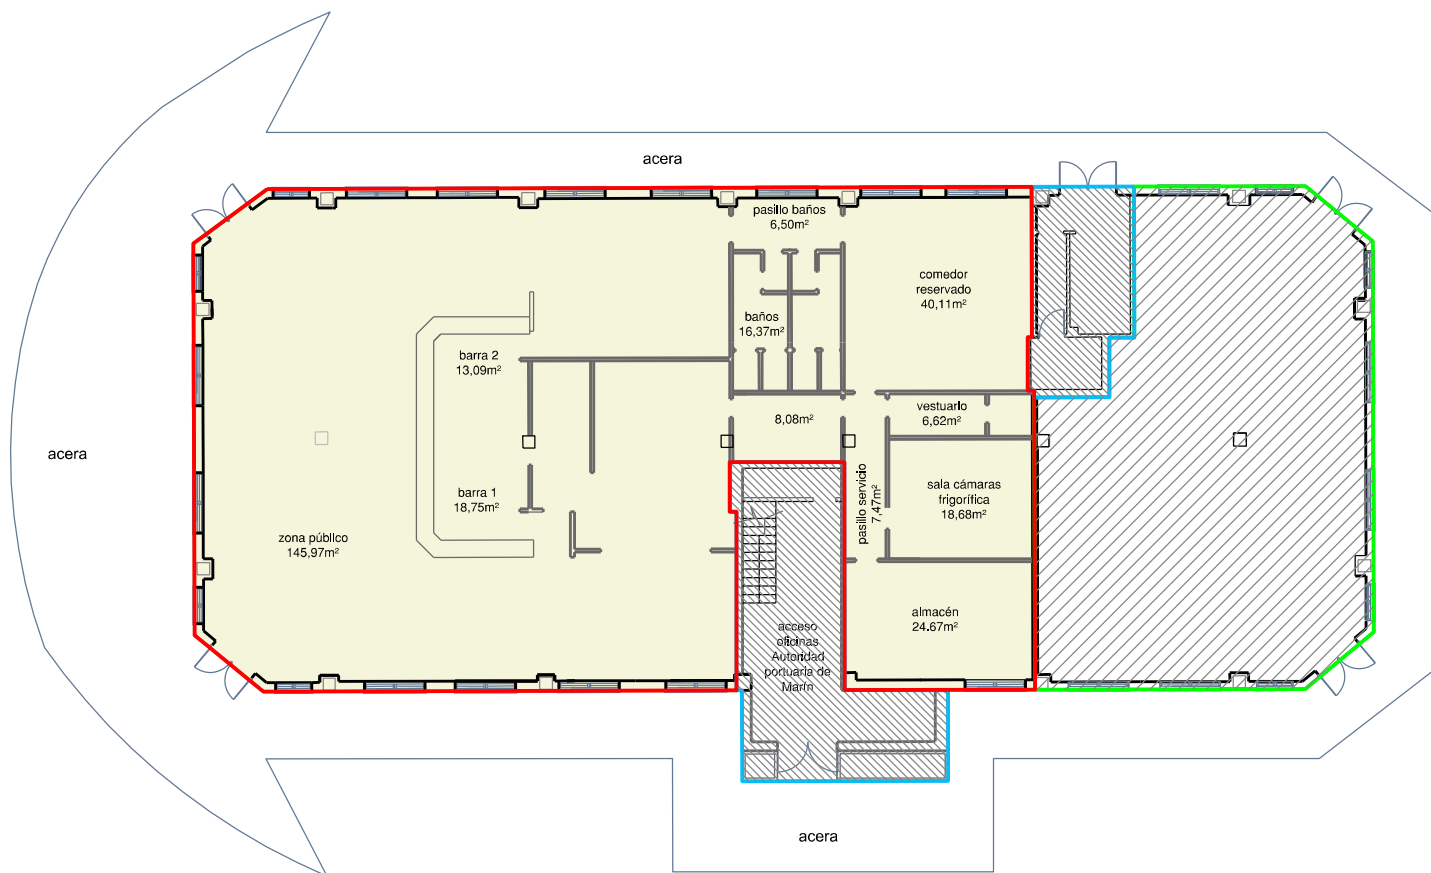 acera
pasillo baños
6,50m²
comedor
reservado
40,11m²
baños
16,37m²
barra 2
13,09m²
vestuario
6,62m²
8,08m²
acera
sala cámaras
frigorífica
18,68m²
barra 1
18,75m²
pasillo servicio
7,47m²
zona público
145,97m²
almacén
24.67m²
acceso
oficinas
Autoridad
portuaria de
Marín
acera